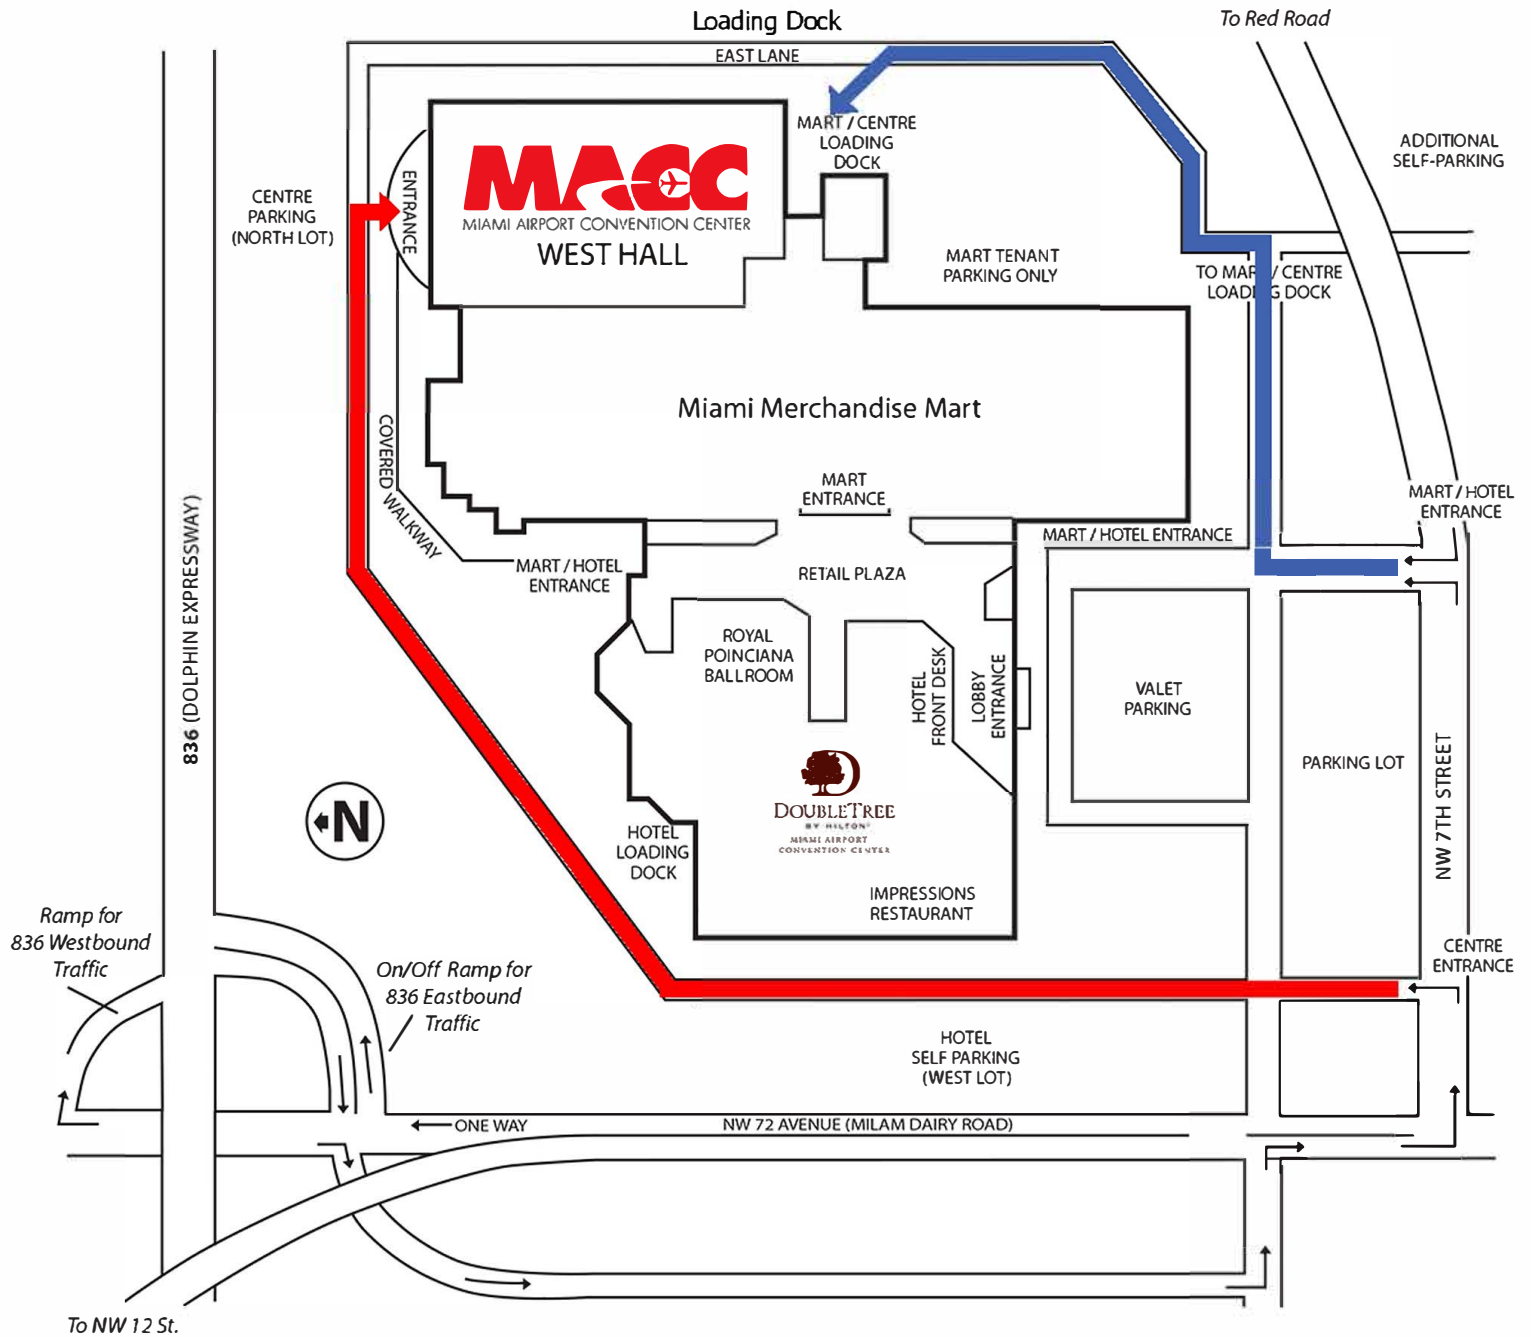 Loading Dock
To Red Road
EAST LANE
MART / CENTRE
LOADING
DOCK
ADDITIONAL
SELF-PARKING
MACC
MIAMI AIRPORT CONVENTION CENTER
WEST HALL
ENTRANCE
CENTRE
PARKING
(NORTH LOT)
MART TENANT
PARKING ONLY
TO MART / CENTRE
LOADING DOCK
Miami Merchandise Mart
COVERED
WALKWAY
MART
ENTRANCE
MART / HOTEL
ENTRANCE
MART / HOTEL ENTRANCE
MART / HOTEL
ENTRANCE
RETAIL PLAZA
836 (DOLPHIN EXPRESSWAY)
ROYAL
POINCIANA
BALLROOM
HOTEL
FRONT DESK
LOBBY
ENTRANCE
VALET
PARKING
PARKING LOT
NW 7TH STREET
N
DOUBLETREE
BY HILTON
MIAMI AIRPORT
CONVENTION CENTER
HOTEL
LOADING
DOCK
IMPRESSIONS
RESTAURANT
Ramp for
836 Westbound
Traffic
On/Off Ramp for
836 Eastbound
Traffic
CENTRE
ENTRANCE
HOTEL
SELF PARKING
(WEST LOT)
ONE WAY
NW 72 AVENUE (MILAM DAIRY ROAD)
To NW 12 St.